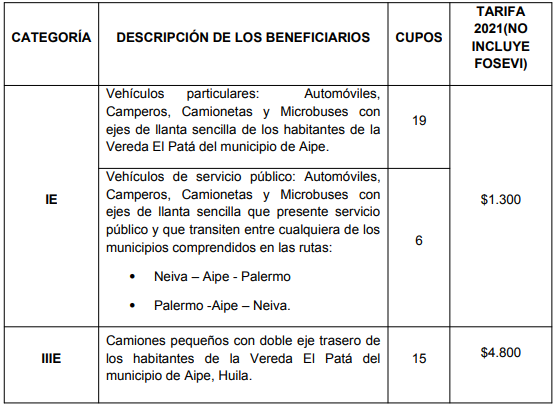 CATEGORÍA
DESCRIPCIÓN DE LOS BENEFICIARIOS
CUPOS
TARIFA
2021(NO
INCLUYE
FOSEVI)
IE
Vehículos particulares: Automóviles,
Camperos, Camionetas y Microbuses con
ejes de llanta sencilla de los habitantes de la
Vereda El Patá del municipio de Aipe.
19
Vehículos de servicio público: Automóviles,
Camperos, Camionetas y Microbuses con
ejes de llanta sencilla que presente servicio
público y que transiten entre cualquiera de los
municipios comprendidos en las rutas:
• Neiva – Aipe - Palermo
• Palermo -Aipe – Neiva.
6
$1.300
IIIE
Camiones pequeños con doble eje trasero de
los habitantes de la Vereda El Patá del
municipio de Aipe, Huila.
15
$4.800